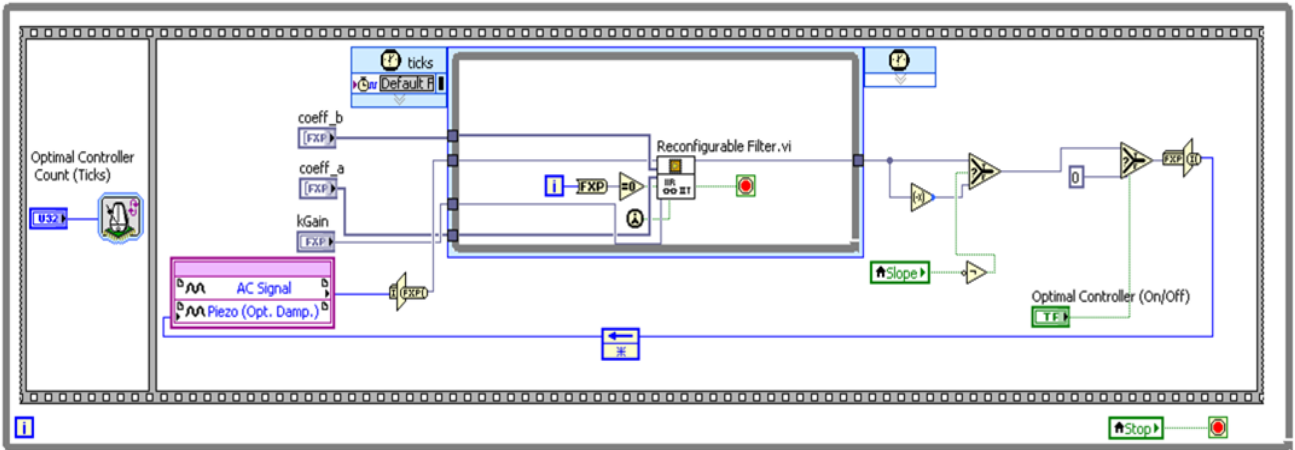 ticks
Default F
coeff_b
[FXP]
Reconfigurable Filter.vi
Optimal Controller
Count (Ticks)
coeff_a
[FXP]
i
FXP
=0
IIR
U32
kGain
FXP
0
Slope
AC Signal
I
FXP
Piezo (Opt. Damp.)
Optimal Controller (On/Off)
TF
FXP
I
i
Stop